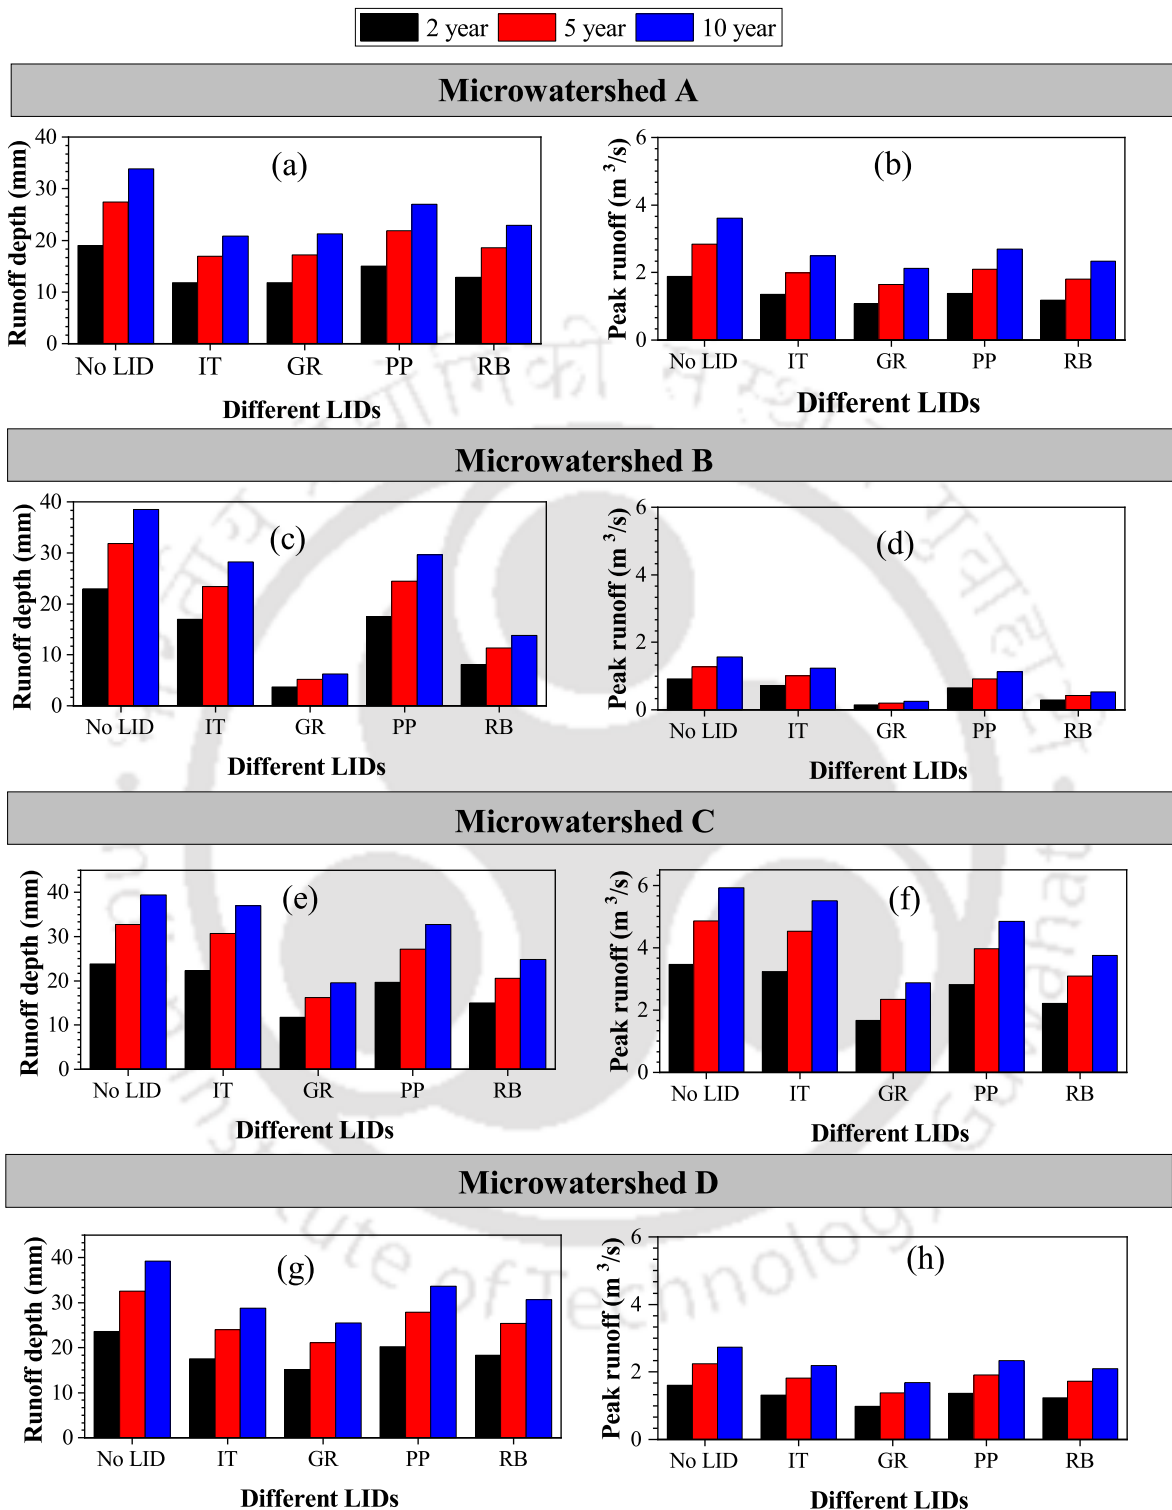 2 year 5 year 10 year
Microwatershed A
40
30
20
10
0
Runoff depth (mm)
(a)
No LID IT GR PP RB
Different LIDs
6
4
2
0
Peak runoff (m ³/s)
(b)
No LID IT GR PP RB
Different LIDs
Microwatershed B
40
30
20
10
0
Runoff depth (mm)
(c)
No LID IT GR PP RB
Different LIDs
6
4
2
0
Peak runoff (m ³/s)
(d)
No LID IT GR PP RB
Different LIDs
Microwatershed C
40
30
20
10
0
Runoff depth (mm)
(e)
No LID IT GR PP RB
Different LIDs
6
4
2
0
Peak runoff (m ³/s)
(f)
No LID IT GR PP RB
Different LIDs
Microwatershed D
40
30
20
10
0
Runoff depth (mm)
(g)
No LID IT GR PP RB
Different LIDs
6
4
2
0
Peak runoff (m ³/s)
(h)
No LID IT GR PP RB
Different LIDs
of Technology